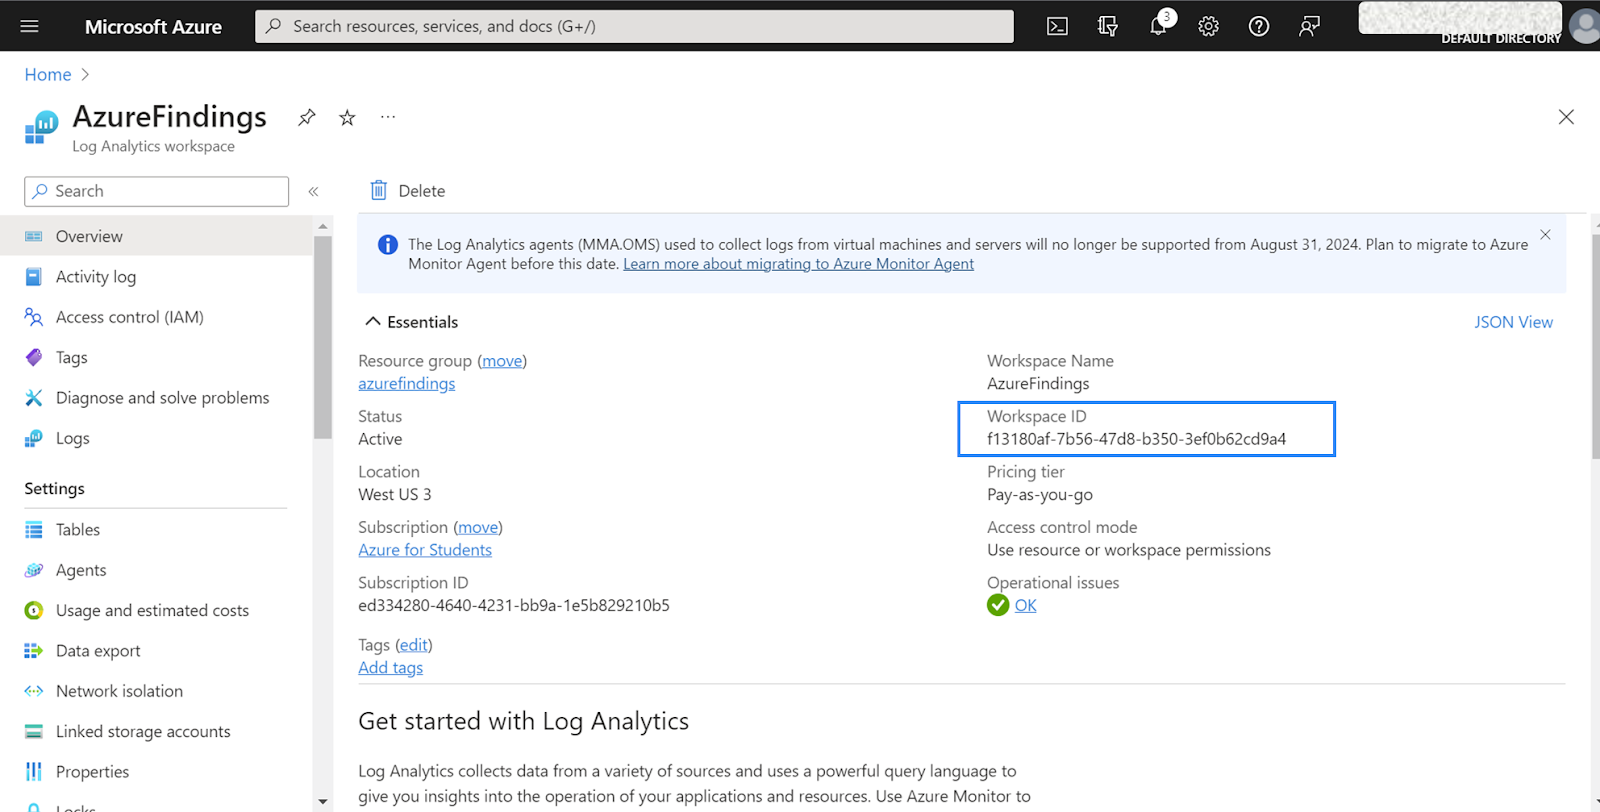 Microsoft Azure
Search resources, services, and docs (G+/)
3
DEFAULT DIRECTORY
Home
AzureFindings
Log Analytics workspace
Search
Delete
Overview
Activity log
Access control (IAM)
Tags
Diagnose and solve problems
Logs
Settings
Tables
Agents
Usage and estimated costs
Data export
Network isolation
Linked storage accounts
Properties
Locks
The Log Analytics agents (MMA.OMS) used to collect logs from virtual machines and servers will no longer be supported from August 31, 2024. Plan to migrate to Azure
Monitor Agent before this date. Learn more about migrating to Azure Monitor Agent
Essentials
JSON View
Resource group (move)
azurefindings
Status
Active
Location
West US 3
Subscription (move)
Azure for Students
Subscription ID
ed334280-4640-4231-bb9a-1e5b829210b5
Tags (edit)
Add tags
Workspace Name
AzureFindings
Workspace ID
f13180af-7b56-47d8-b350-3ef0b62cd9a4
Pricing tier
Pay-as-you-go
Access control mode
Use resource or workspace permissions
Operational issues
OK
Get started with Log Analytics
Log Analytics collects data from a variety of sources and uses a powerful query language to
give you insights into the operation of your applications and resources. Use Azure Monitor to